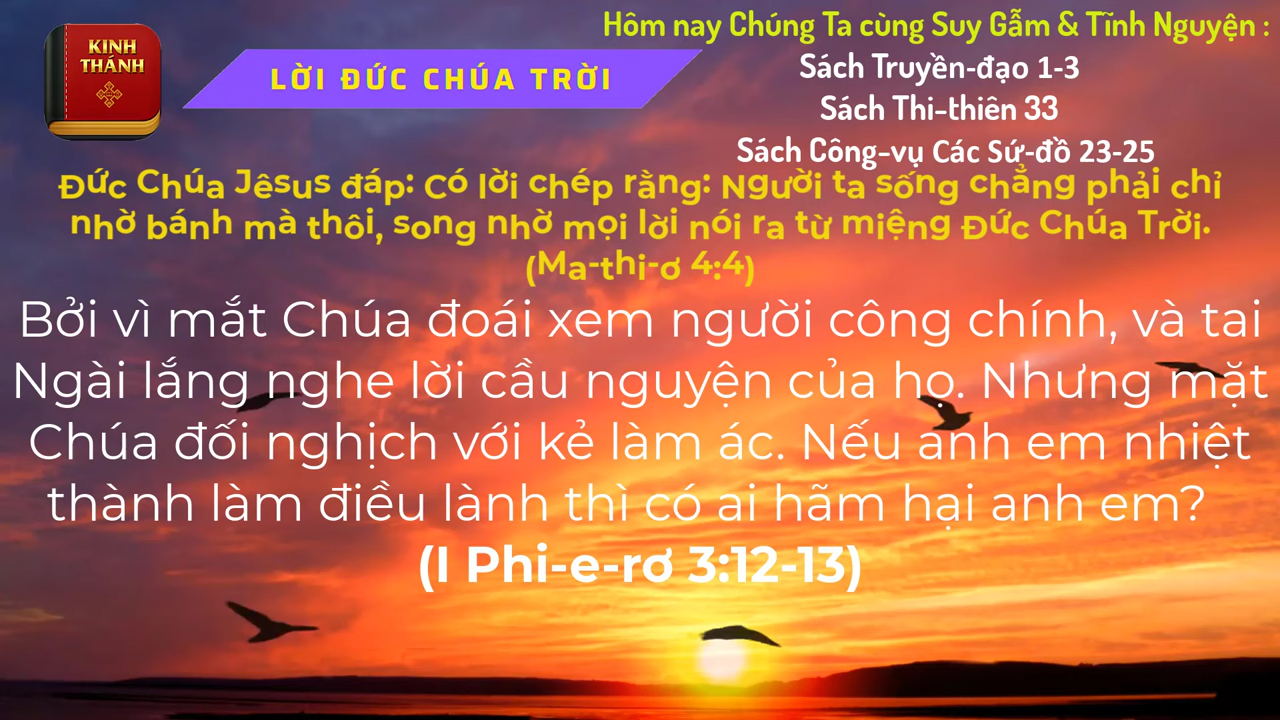 Hôm nay Chúng Ta cùng Suy Gẫm & Tĩnh Nguyện :
KINH
THÁNH
LỜI ĐỨC CHÚA TRỜI
Sách Truyền-đạo 1-3
Sách Thi-thiên 33
Sách Công-vụ Các Sứ-đồ 23-25
Đức Chúa Jêsus đáp: Có lời chép rằng: Người ta sống chẳng phải chỉ
nhờ bánh mà thôi, song nhờ mọi lời nói ra từ miệng Đức Chúa Trời.
(Ma-thi-ơ 4:4)
Bởi vì mắt Chúa đoái xem người công chính, và tai
Ngài lắng nghe lời cầu nguyện của họ. Nhưng mặt
Chúa đối nghịch với kẻ làm ác. Nếu anh em nhiệt
thành làm điều lành thì có ai hãm hại anh em?
(I Phi-e-rơ 3:12-13)